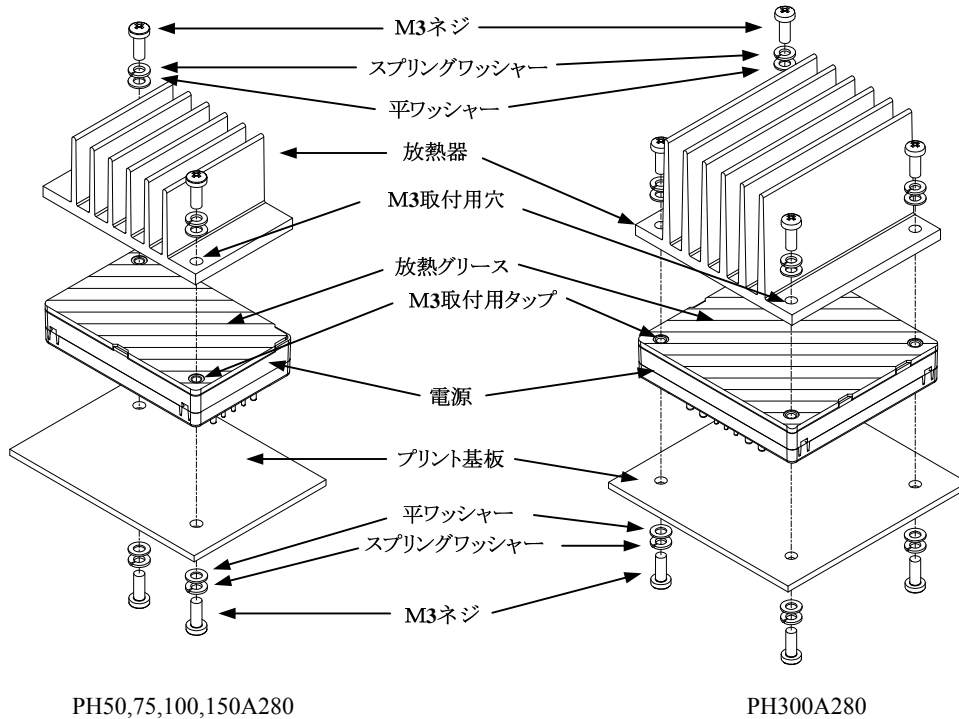 M3ネジ
スプリングワッシャー
平ワッシャー
放熱器
M3取付用穴
放熱グリース
M3取付用タップ
電源
プリント基板
平ワッシャー
スプリングワッシャー
M3ネジ
PH50,75,100,150A280
PH300A280